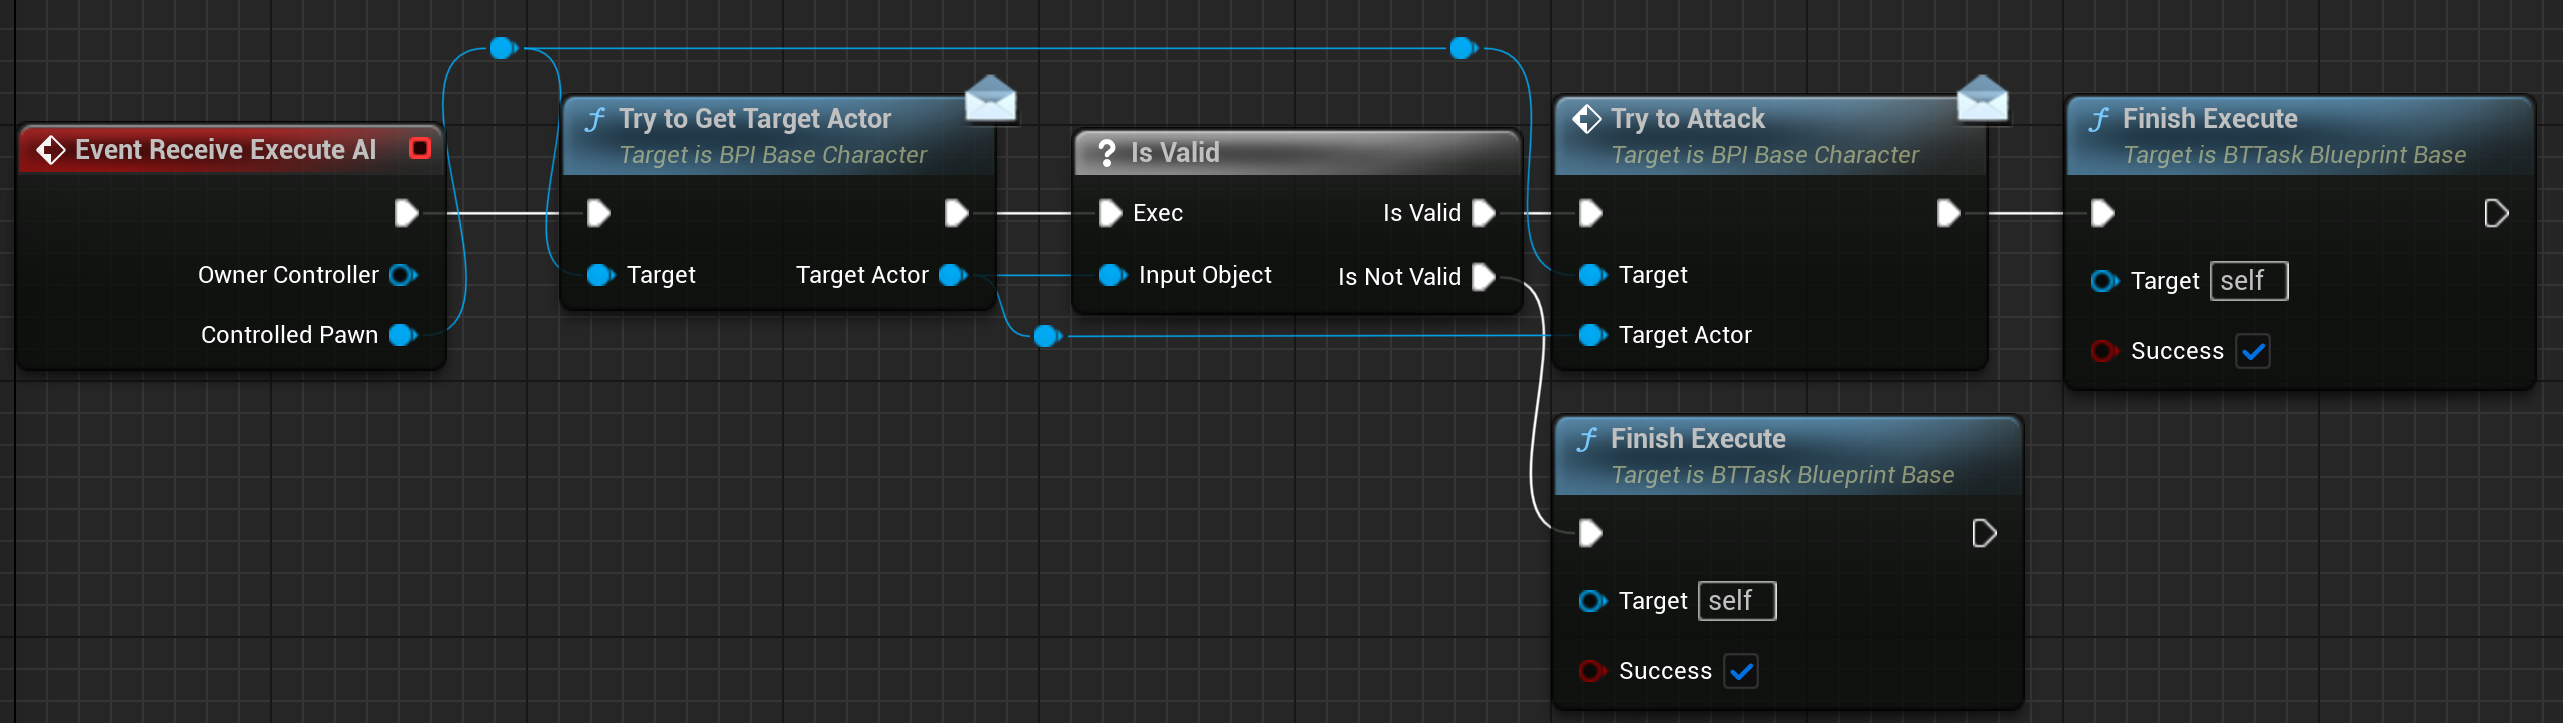 Event Receive Execute AI
Owner Controller
Controlled Pawn
Try to Get Target Actor
Target is BPI Base Character
Target
Target Actor
? Is Valid
Exec
Is Valid
Input Object
Is Not Valid
Try to Attack
Target is BPI Base Character
Target
Target Actor
Finish Execute
Target is BTTask Blueprint Base
Target self
Success
Finish Execute
Target is BTTask Blueprint Base
Target self
Success